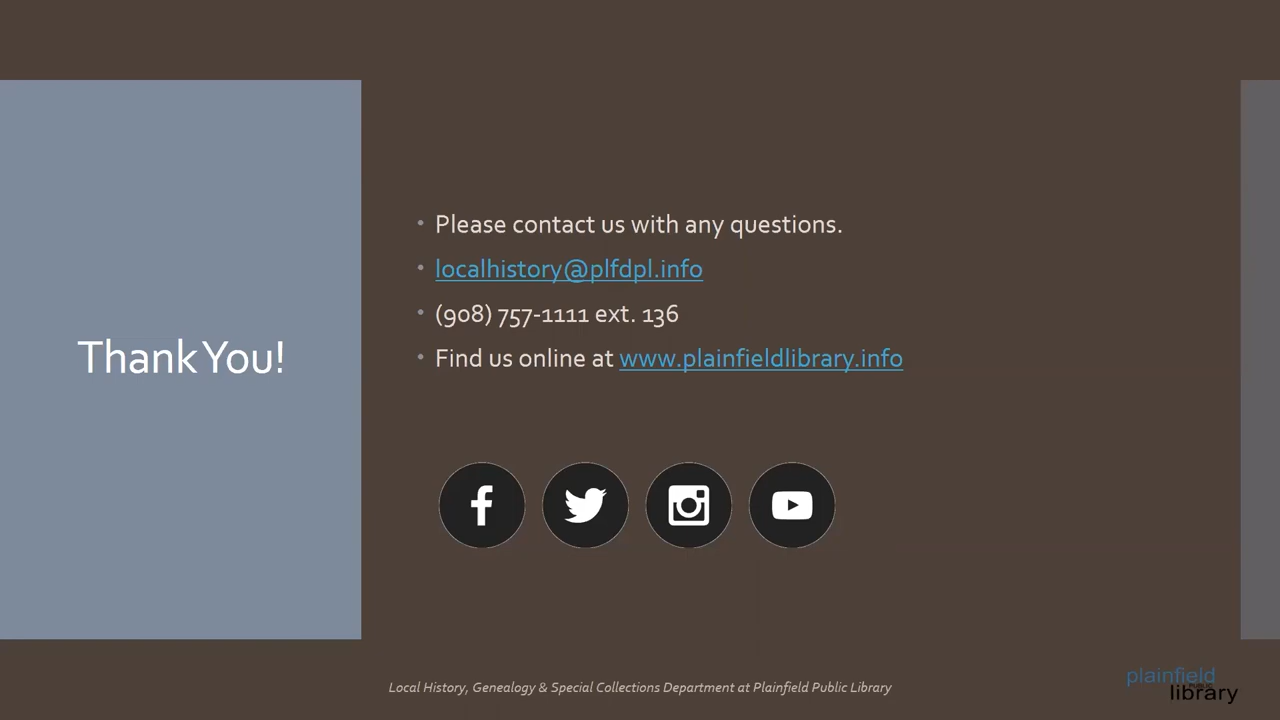 Thank You!
Please contact us with any questions.
localhistory@plfdpl.info
(908) 757-1111 ext. 136
Find us online at www.plainfieldlibrary.info
Local History, Genealogy & Special Collections Department at Plainfield Public Library
plainfield
PUBLIC
library